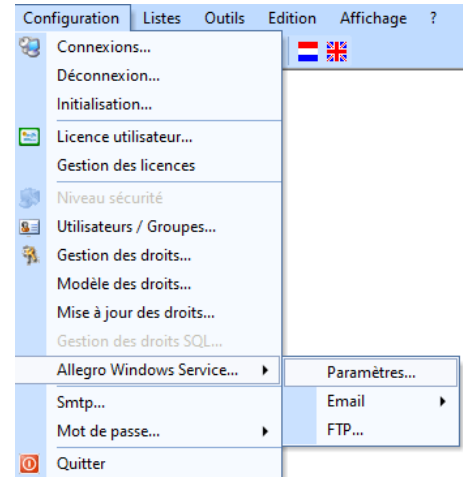 Configuration Listes Outils Edition Affichage ?
Connexions...
Déconnexion...
Initialisation...
Licence utilisateur...
Gestion des licences
Niveau sécurité
Utilisateurs / Groupes...
Gestion des droits...
Modèle des droits...
Mise à jour des droits...
Gestion des droits SQL...
Allegro Windows Service...
Paramètres...
Smtp...
Email
Mot de passe...
FTP...
Quitter